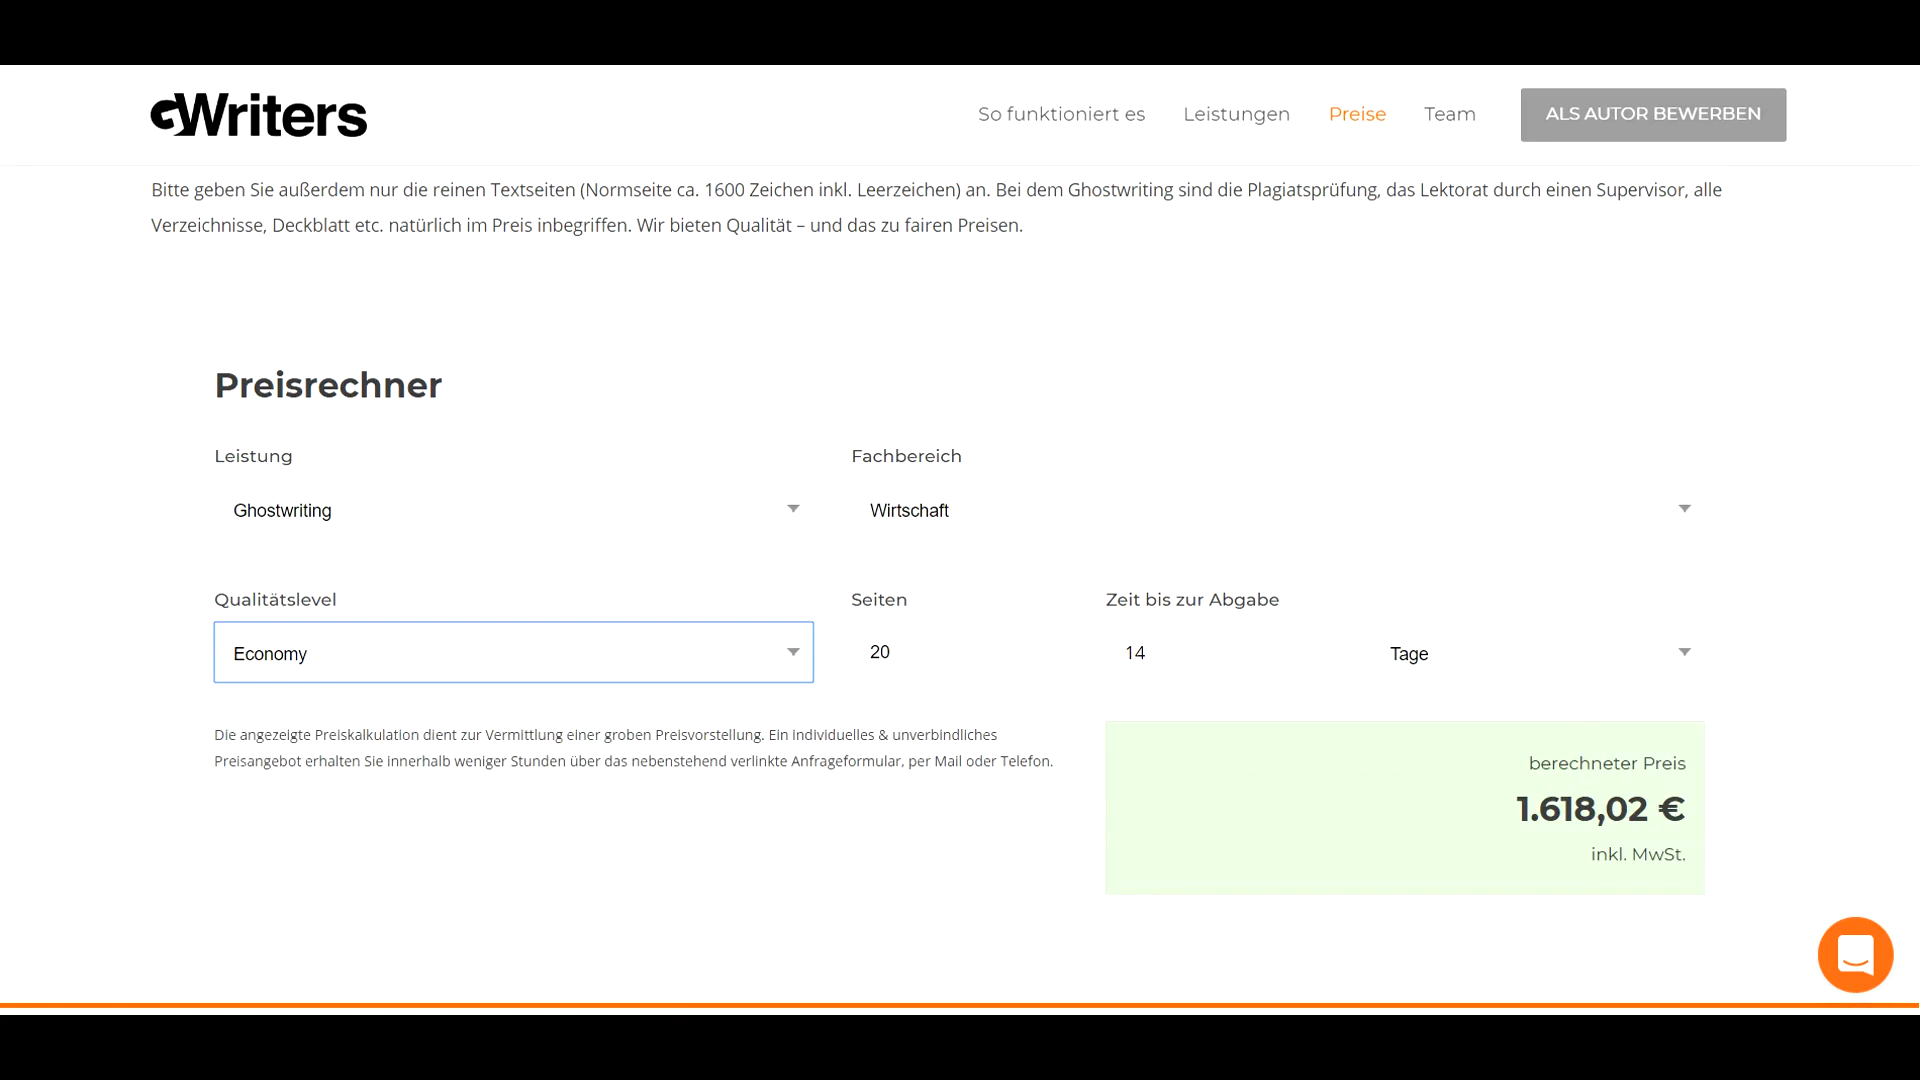 GWriters
So funktioniert es
Leistungen
Preise
Team
ALS AUTOR BEWERBEN
Bitte geben Sie außerdem nur die reinen Textseiten (Normseite ca. 1600 Zeichen inkl. Leerzeichen) an. Bei dem Ghostwriting sind die Plagiatsprüfung, das Lektorat durch einen Supervisor, alle
Verzeichnisse, Deckblatt etc. natürlich im Preis inbegriffen. Wir bieten Qualität – und das zu fairen Preisen.
Preisrechner
Leistung
Fachbereich
Ghostwriting
Wirtschaft
Qualitätslevel
Seiten
Zeit bis zur Abgabe
Economy
20
14
Tage
Die angezeigte Preiskalkulation dient zur Vermittlung einer groben Preisvorstellung. Ein individuelles & unverbindliches
Preisangebot erhalten Sie innerhalb weniger Stunden über das nebenstehend verlinkte Anfrageformular, per Mail oder Telefon.
berechneter Preis
1.618,02 €
inkl. MwSt.